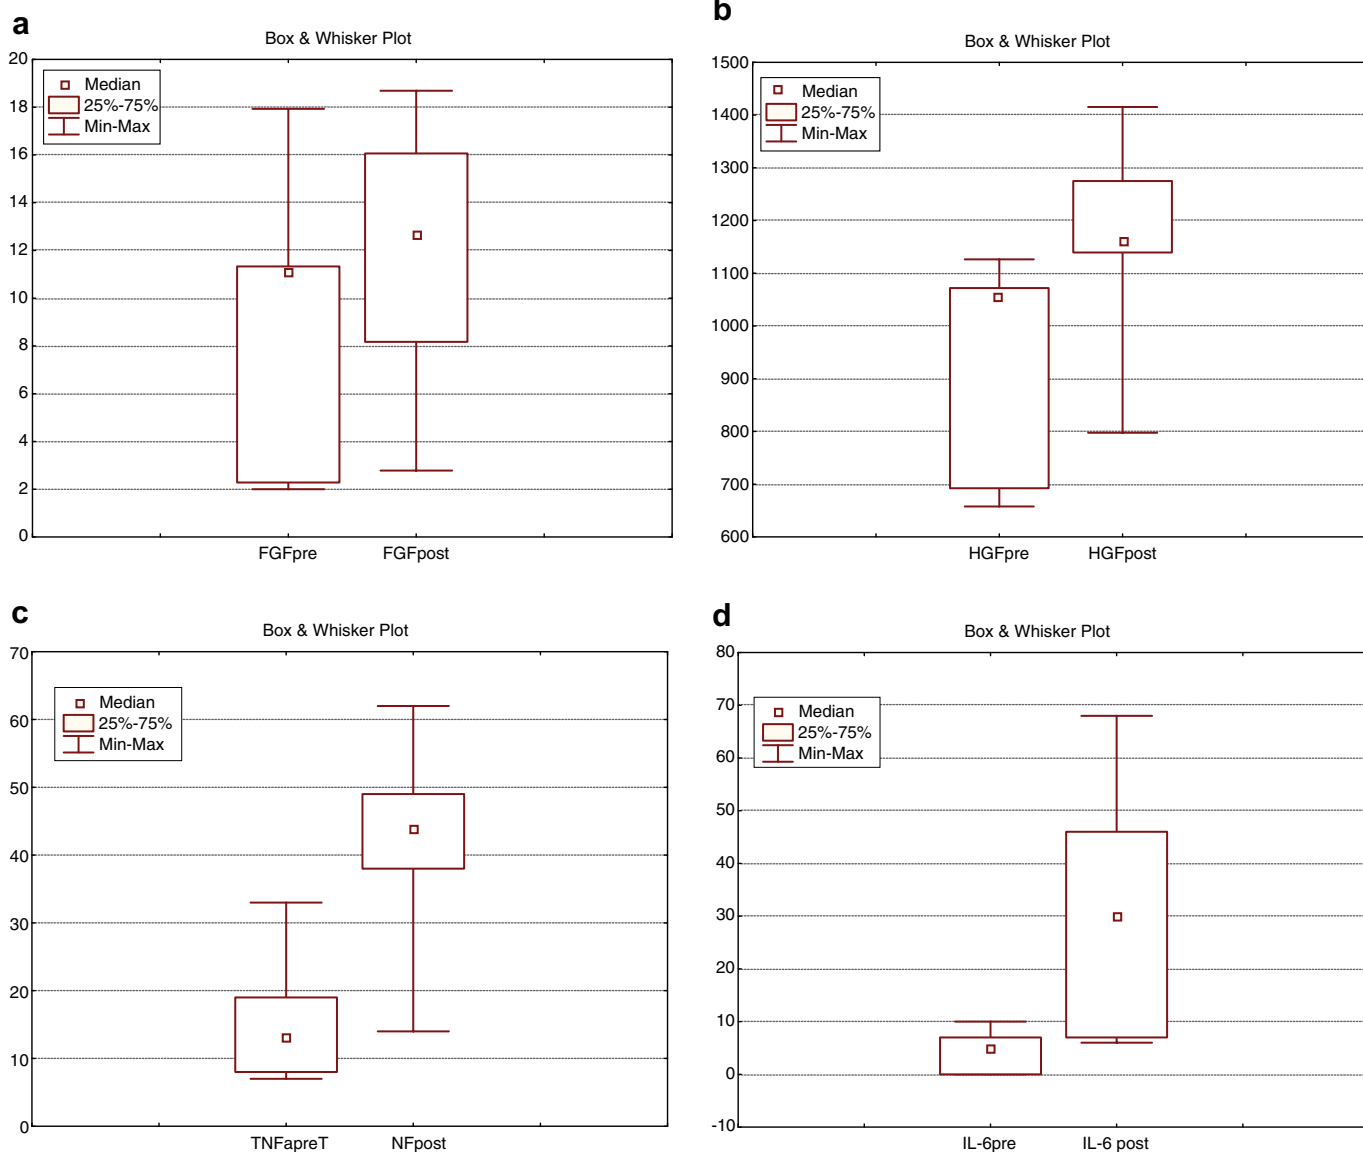 a
Box & Whisker Plot
20
18
16
14
12
10
8
6
4
2
0
Median
25%-75%
Min-Max
FGFpre FGFpost
b
Box & Whisker Plot
1500
1400
1300
1200
1100
1000
900
800
700
600
Median
25%-75%
Min-Max
HGFpre HGFpost
c
Box & Whisker Plot
70
60
50
40
30
20
10
0
Median
25%-75%
Min-Max
TNFapreT NFpost
d
Box & Whisker Plot
80
70
60
50
40
30
20
10
0
-10
Median
25%-75%
Min-Max
IL-6pre IL-6 post